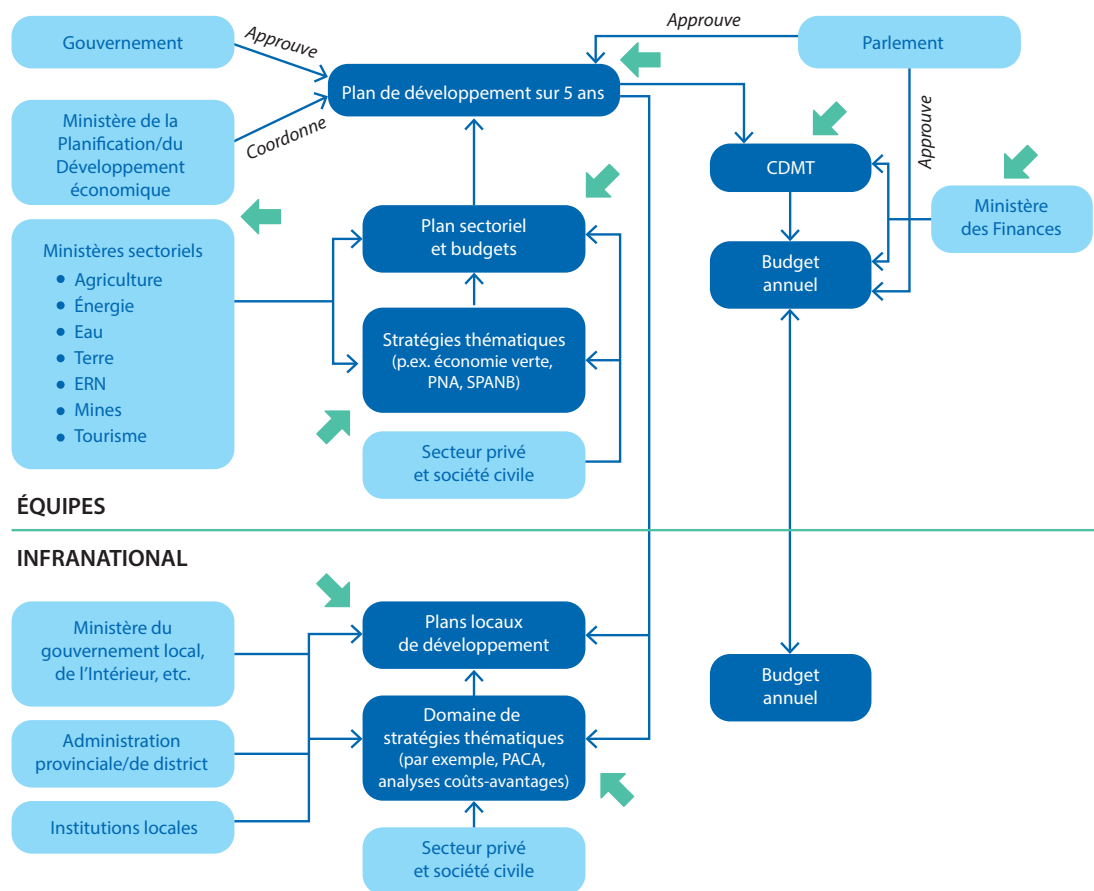 Gouvernement
Approuve
Approuve
Parlement
Plan de développement sur 5 ans
Ministère de la
Planification/du
Développement
économique
Coordonne
Approuve
CDMT
Ministère
des Finances
Ministères sectoriels
Agriculture
Énergie
Eau
Terre
ERN
Mines
Tourisme
Plan sectoriel
et budgets
Budget
annuel
Stratégies thématiques
(p.ex. économie verte,
PNA, SPANB)
Secteur privé
et société civile
ÉQUIPES
INFRANATIONAL
Ministère du
gouvernement local,
de l'Intérieur, etc.
Plans locaux
de développement
Budget
annuel
Administration
provinciale/de district
Domaine de
stratégies thématiques
(par exemple, PACA,
analyses coûts-avantages)
Institutions locales
Secteur privé
et société civile